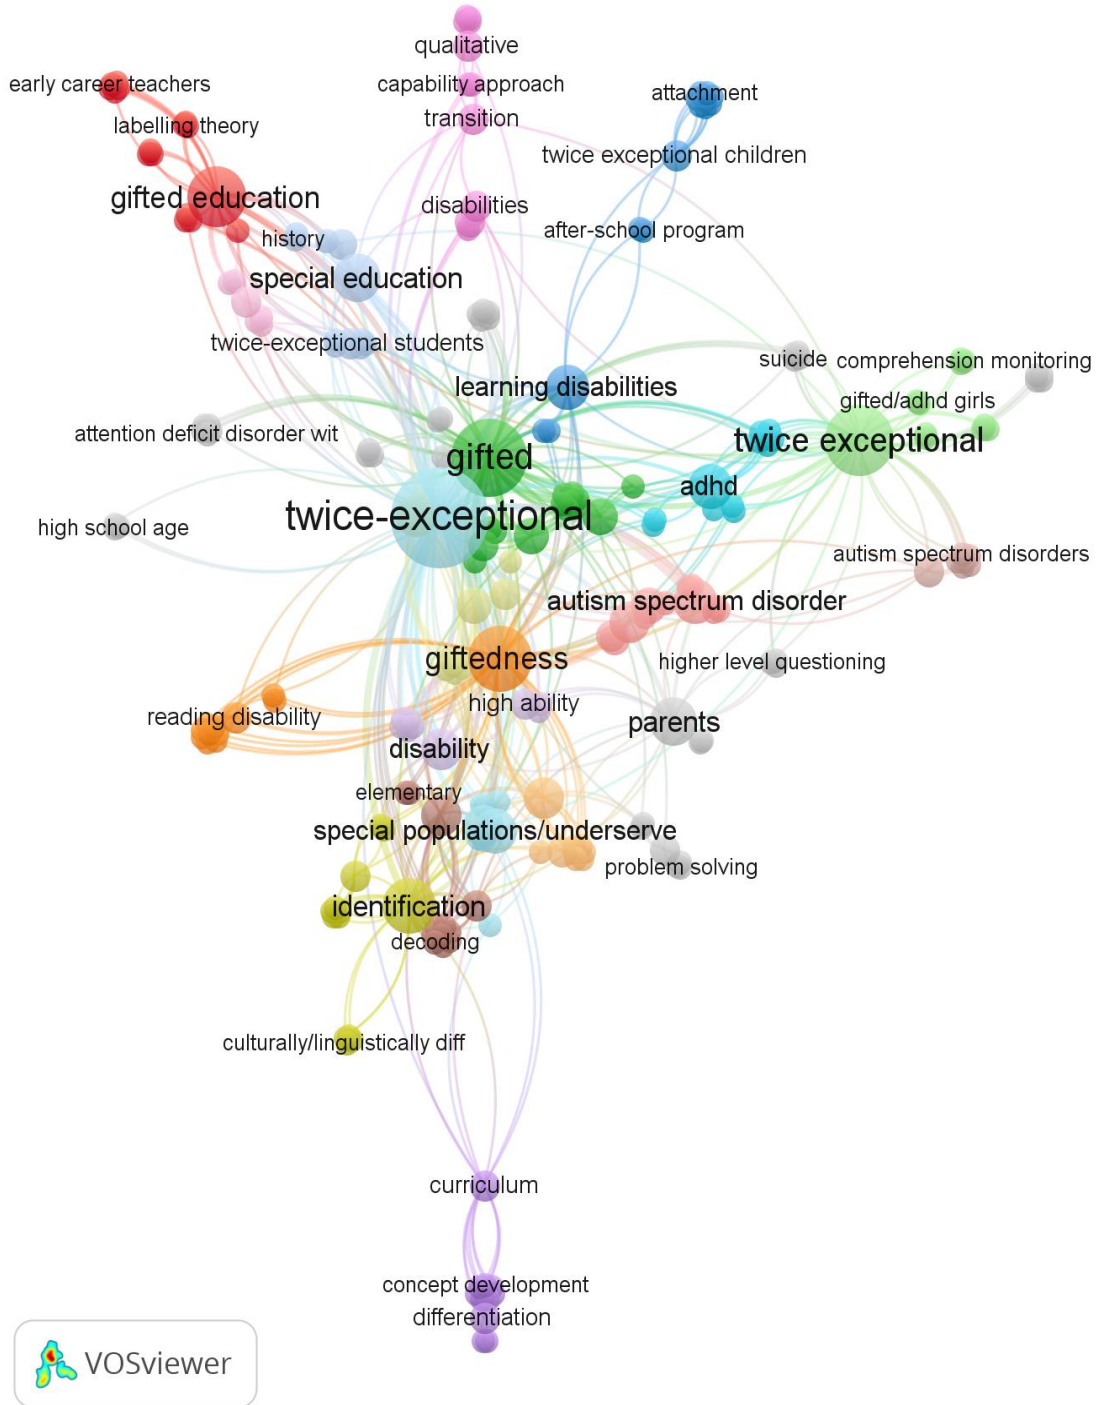 qualitative
early career teachers
capability approach
attachment
transition
labelling theory
twice exceptional children
gifted education
disabilities
after-school program
history
special education
twice-exceptional students
suicide
comprehension monitoring
learning disabilities
gifted/adhd girls
attention deficit disorder wit
twice exceptional
gifted
adhd
twice-exceptional
high school age
autism spectrum disorders
autism spectrum disorder
giftedness
higher level questioning
high ability
reading disability
parents
disability
elementary
special populations/underserve
problem solving
identification
decoding
culturally/linguistically diff
curriculum
concept development
differentiation
VOSviewer